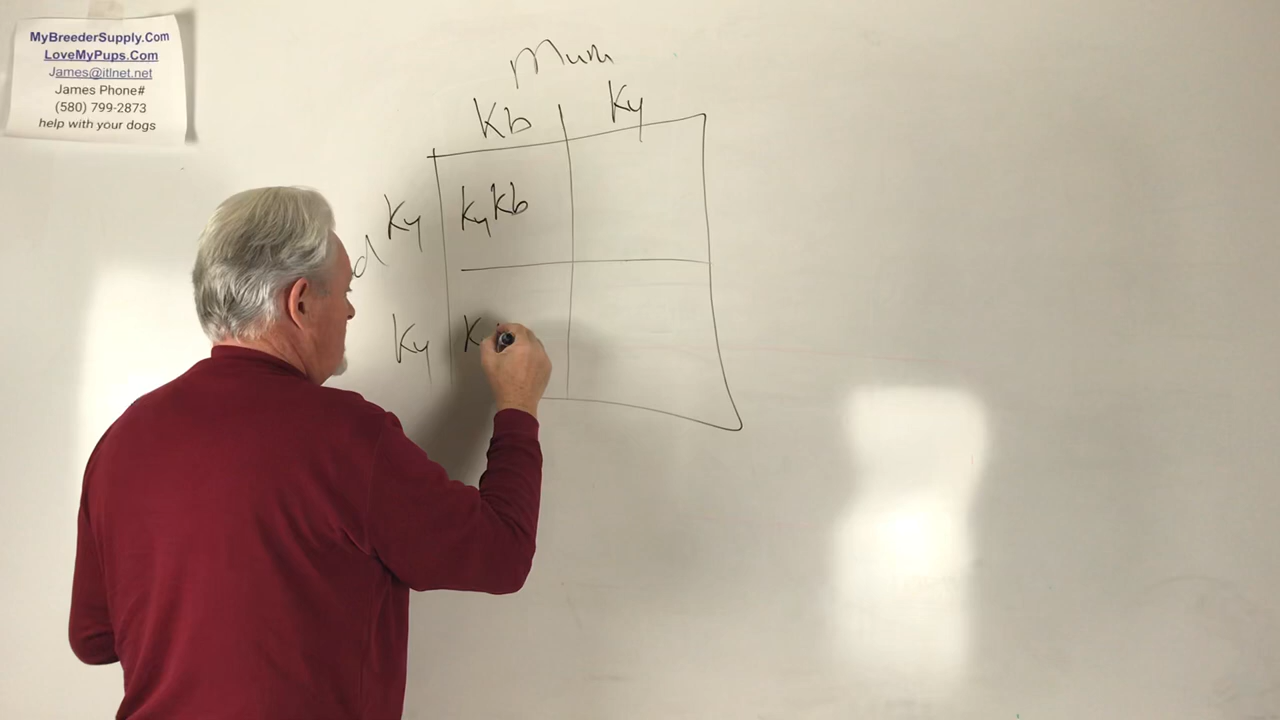 MyBreederSupply.Com
LoveMyPups.Com
James@itlnet.net
James Phone#
(580) 799-2873
help with your dogs
Mum
Kb Ky
Ky KyKb
d
Ky K